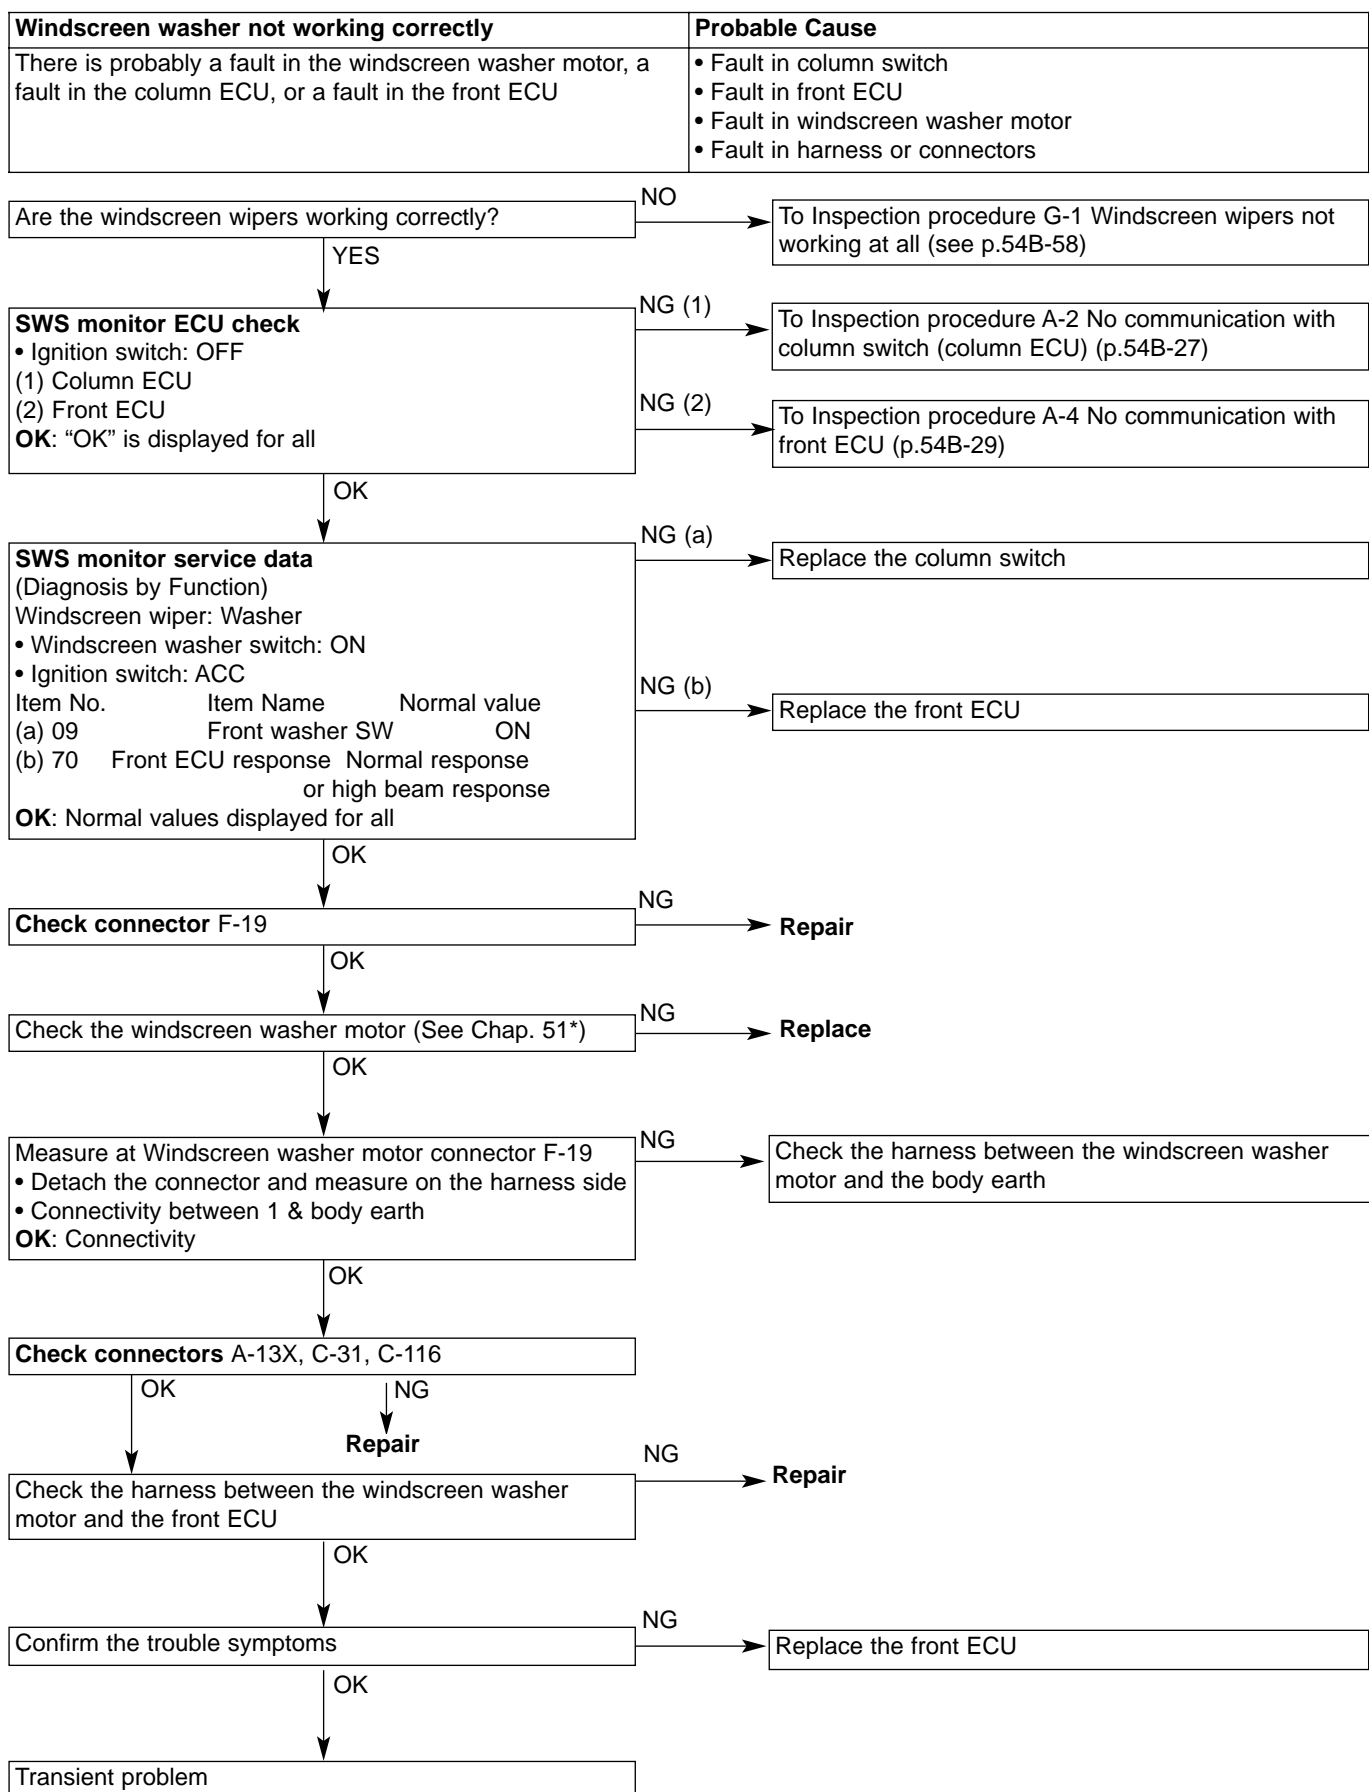 Windscreen washer not working correctly
Probable Cause
There is probably a fault in the windscreen washer motor, a
fault in the column ECU, or a fault in the front ECU
• Fault in column switch
• Fault in front ECU
• Fault in windscreen washer motor
• Fault in harness or connectors
Are the windscreen wipers working correctly?
NO
To Inspection procedure G-1 Windscreen wipers not
working at all (see p.54B-58)
YES
SWS monitor ECU check
• Ignition switch: OFF
(1) Column ECU
(2) Front ECU
OK: “OK” is displayed for all
NG (1)
To Inspection procedure A-2 No communication with
column switch (column ECU) (p.54B-27)
NG (2)
To Inspection procedure A-4 No communication with
front ECU (p.54B-29)
OK
SWS monitor service data
(Diagnosis by Function)
Windscreen wiper: Washer
• Windscreen washer switch: ON
• Ignition switch: ACC
Item No. Item Name Normal value
(a) 09 Front washer SW ON
(b) 70 Front ECU response Normal response
or high beam response
OK: Normal values displayed for all
NG (a)
Replace the column switch
NG (b)
Replace the front ECU
OK
Check connector F-19
NG
Repair
OK
Check the windscreen washer motor (See Chap. 51*)
NG
Replace
OK
Measure at Windscreen washer motor connector F-19
• Detach the connector and measure on the harness side
• Connectivity between 1 & body earth
OK: Connectivity
NG
Check the harness between the windscreen washer
motor and the body earth
OK
Check connectors A-13X, C-31, C-116
OK
NG
Repair
Check the harness between the windscreen washer
motor and the front ECU
NG
Repair
OK
Confirm the trouble symptoms
NG
Replace the front ECU
OK
Transient problem